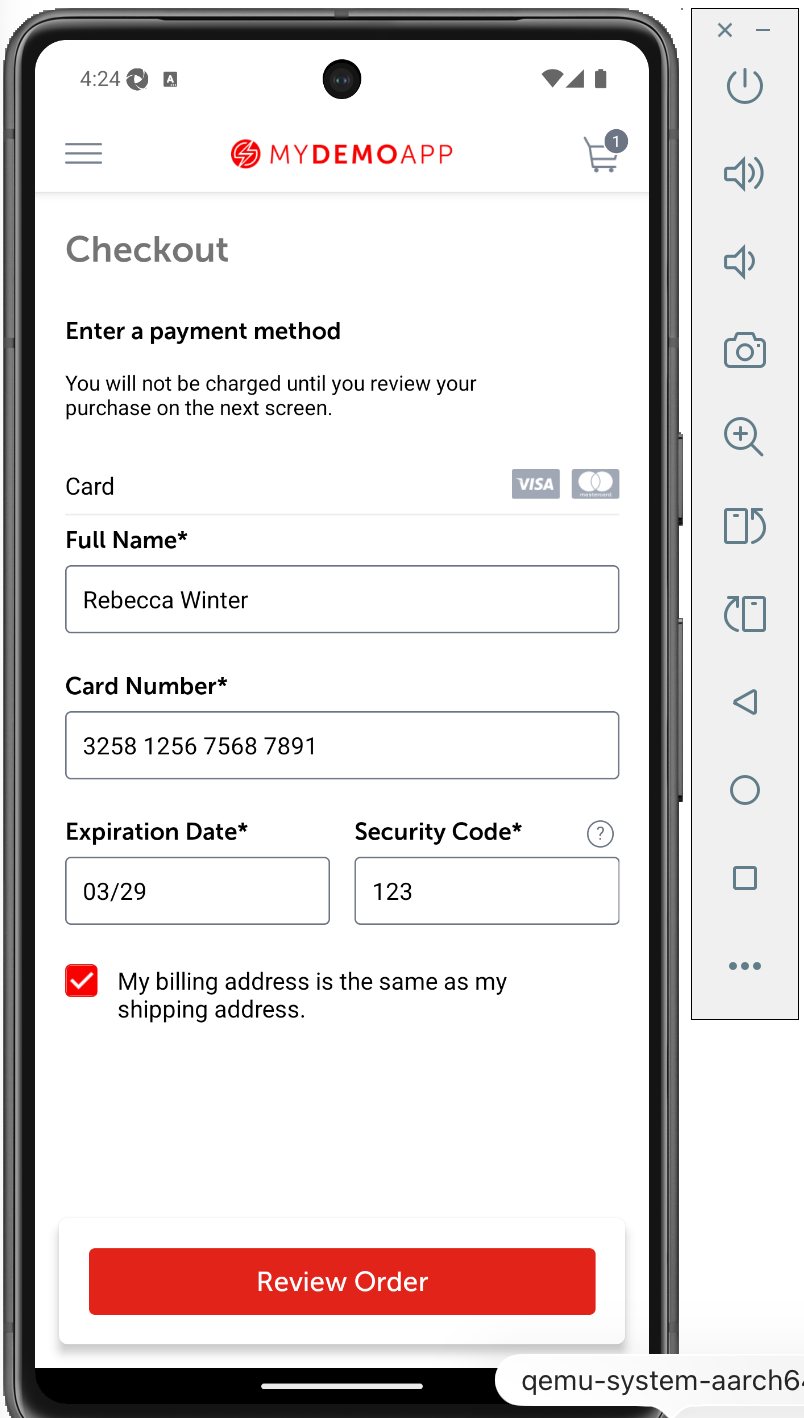 4:24
A
MYDEMOAPP
1
Checkout
Enter a payment method
You will not be charged until you review your
purchase on the next screen.
Card
VISA
mastercard
Full Name*
Rebecca Winter
Card Number*
3258 1256 7568 7891
Expiration Date*
Security Code*
?
03/29
123
My billing address is the same as my
shipping address.
Review Order
qemu-system-aarch64